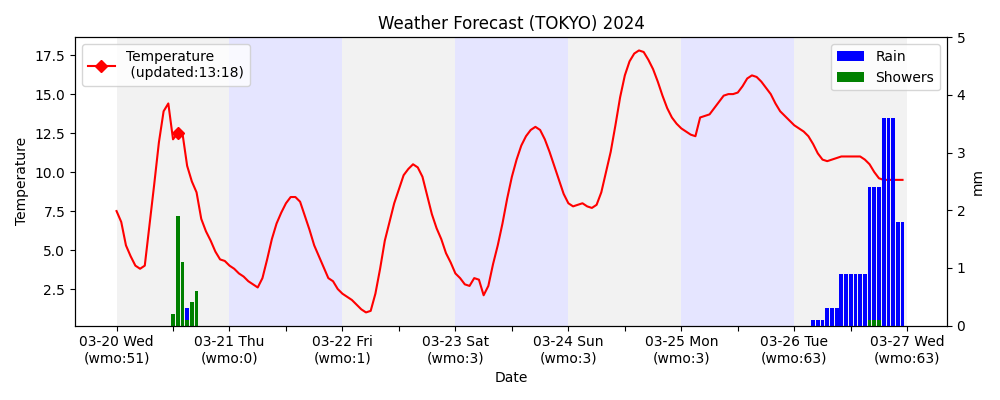 Weather Forecast (TOKYO) 2024
Temperature
(updated:13:18)
Rain
Showers
17.5
15.0
12.5
10.0
7.5
5.0
2.5
Temperature
5
4
3
2
1
0
mm
03-20 Wed
(wmo:51)
03-21 Thu
(wmo:0)
03-22 Fri
(wmo:1)
03-23 Sat
(wmo:3)
03-24 Sun
(wmo:3)
03-25 Mon
(wmo:3)
03-26 Tue
(wmo:63)
03-27 Wed
(wmo:63)
Date